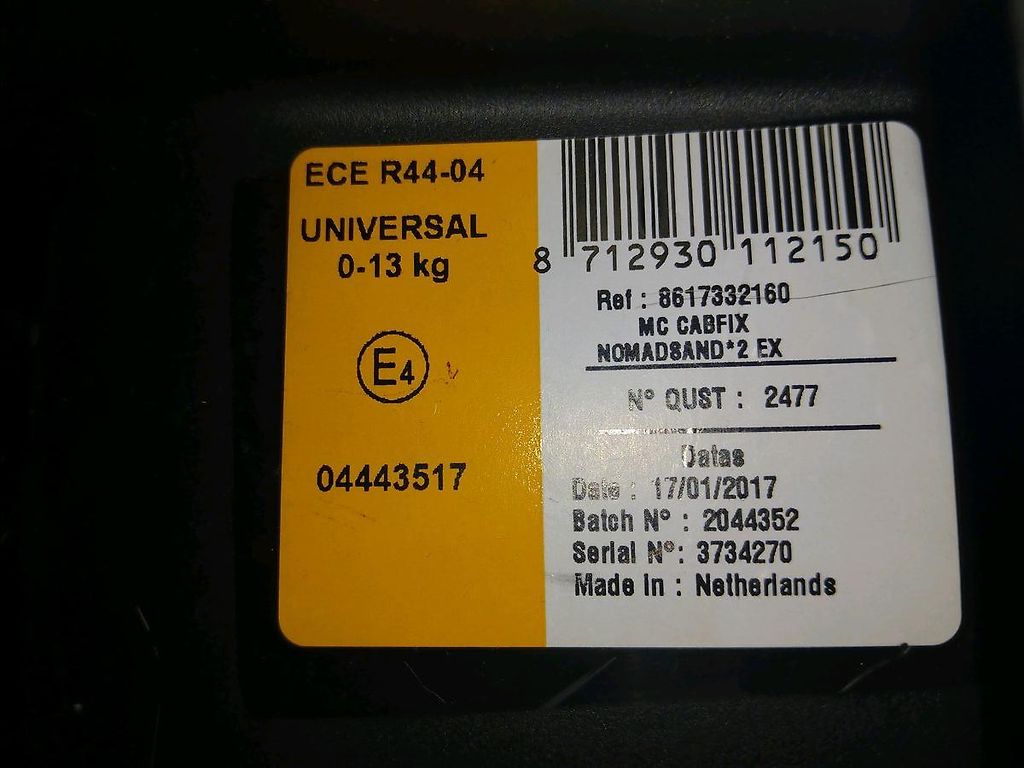 ECE R44-04
UNIVERSAL
0-13 kg
E4
04443517
8 712930 112150
Ref : 8617332160
MC CABFIX
NOMADSAND*2 EX
N° QUST : 2477
Datas
Date : 17/01/2017
Batch N° : 2044352
Serial N° : 3734270
Made in : Netherlands